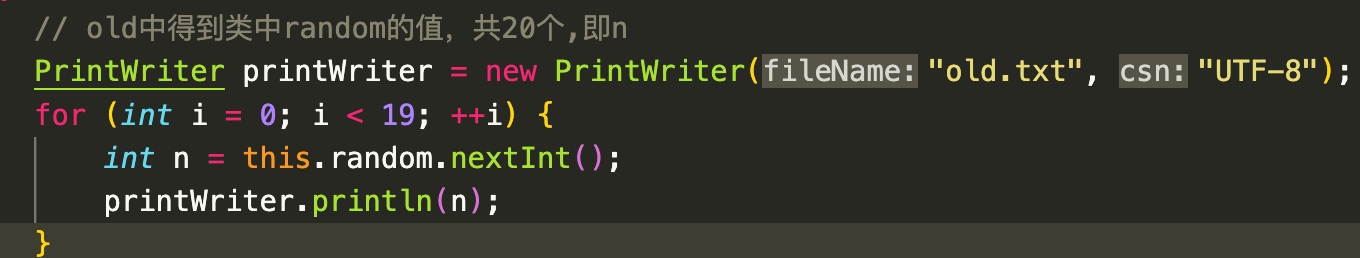 // old中得到类中random的值，共20个,即n
PrintWriter printWriter = new PrintWriter(fileName: "old.txt", csn: "UTF-8");
for (int i = 0; i < 19; ++i) {
    int n = this.random.nextInt();
    printWriter.println(n);
}